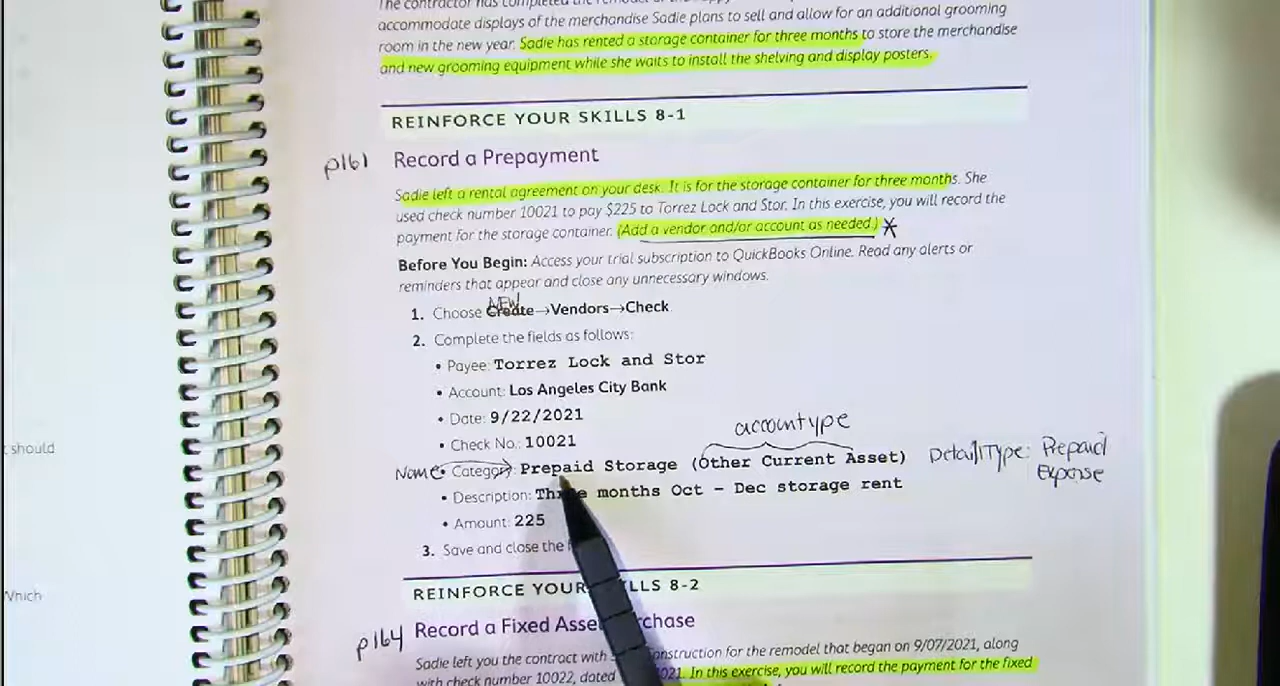 The contractor has completed the remodel
accommodate displays of the merchandise Sadie plans to sell and allow for an additional grooming
room in the new year. Sadie has rented a storage container for three months to store the merchandise
and new grooming equipment while she waits to install the shelving and display posters.
REINFORCE YOUR SKILLS 8-1
p161 Record a Prepayment
Sadie left a rental agreement on your desk. It is for the storage container for three months. She
used check number 10021 to pay $225 to Torrez Lock and Stor. In this exercise, you will record the
payment for the storage container. (Add a vendor and/or account as needed.) *
Before You Begin: Access your trial subscription to QuickBooks Online. Read any alerts or
reminders that appear and close any unnecessary windows.
NEW
1. Choose Create→Vendors→Check
2. Complete the fields as follows:
• Payee: Torrez Lock and Stor
• Account: Los Angeles City Bank
• Date: 9/22/2021
accountype
• Check No.: 10021
Name • Category: Prepaid Storage (Other Current Asset) DetailType: Prepaid
Expense
t should
• Description: Three months Oct – Dec storage rent
• Amount: 225
3. Save and close the
REINFORCE YOUR SKILLS 8-2
Which
p164 Record a Fixed Asset Purchase
Sadie left you the contract with Construction for the remodel that began on 9/07/2021, along
with check number 10022, dated 2021. In this exercise, you will record the payment for the fixed